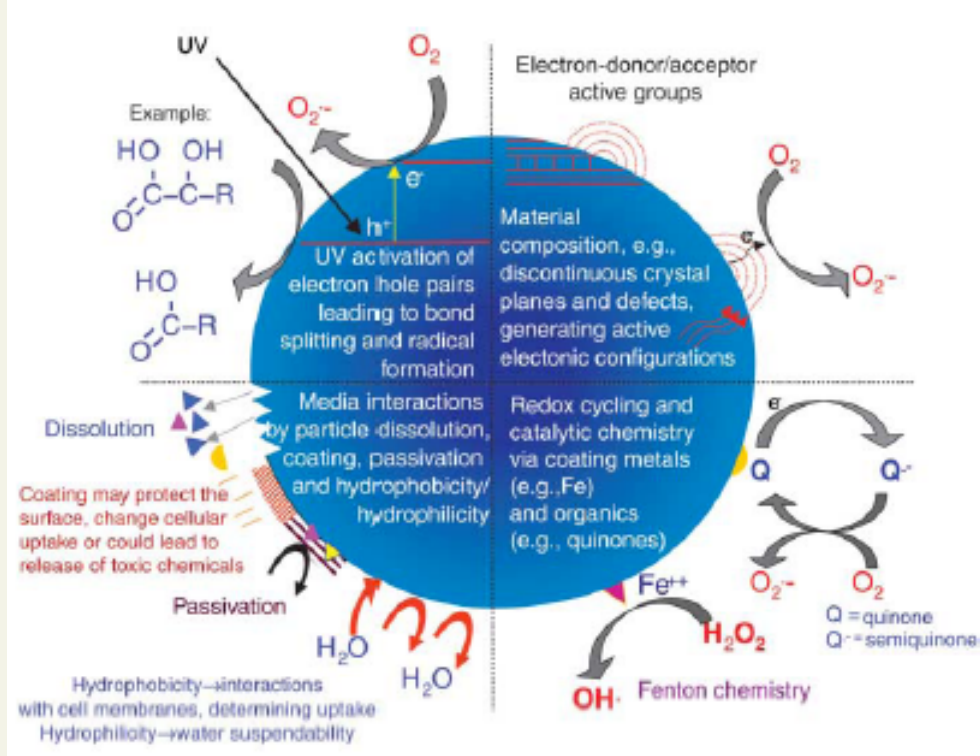 UV
O2
O2·-
Example:
HO OH
O C-C-R
HO
C-R
O
e-
h+
UV activation of
electron hole pairs
leading to bond
splitting and radical
formation
Electron-donor/acceptor
active groups
Material
composition, e.g.,
discontinuous crystal
planes and defects,
generating active
electonic configurations
O2
e-
O2·-
Dissolution
Media interactions
by particle dissolution,
coating, passivation
and hydrophobicity/
hydrophilicity
Coating may protect the
surface, change cellular
uptake or could lead to
release of toxic chemicals
Passivation
H2O
H2O
Hydrophobicity→interactions
with cell membranes, determining uptake
Hydrophilicity→water suspendability
Redox cycling and
catalytic chemistry
via coating metals
(e.g.,Fe)
and organics
(e.g., quinones)
e-
Q Q·-
O2·- O2
Q =quinone
Q·-=semiquinone
Fe++
H2O2
OH· Fenton chemistry